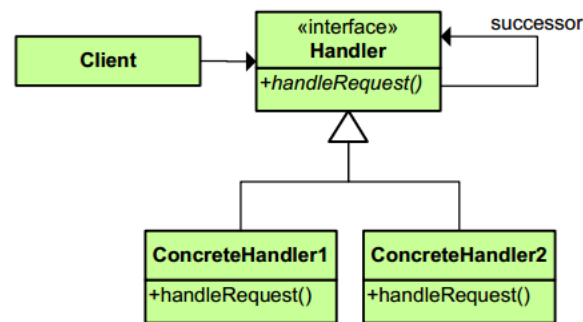 successor
«interface»
Handler
Client
+handleRequest()
ConcreteHandler1
+handleRequest()
ConcreteHandler2
+handleRequest()